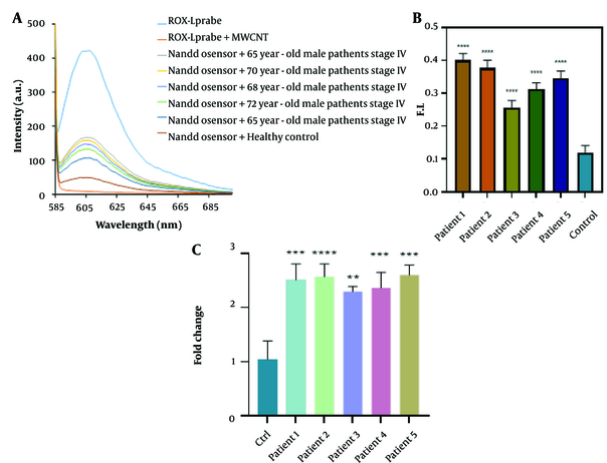 A
500
400
300
200
100
0
Intensity (a.u.)
585
605
625
645
665
685
Wavelength (nm)
ROX-Lprabe
ROX-Lprabe + MWCNT
Nandd osensor + 65 year - old male pathents stage IV
Nandd osensor + 70 year - old male pathents stage IV
Nandd osensor + 68 year - old male pathents stage IV
Nandd osensor + 72 year - old male pathents stage IV
Nandd osensor + 65 year - old male pathents stage IV
Nandd osensor + Healthy control
B
0.5
0.4
0.3
0.2
0.1
0.0
F.I.
****
****
****
****
****
Patient 1
Patient 2
Patient 3
Patient 4
Patient 5
Control
C
3
2
1
0
Fold change
***
****
**
***
***
Ctrl
Patient 1
Patient 2
Patient 3
Patient 4
Patient 5